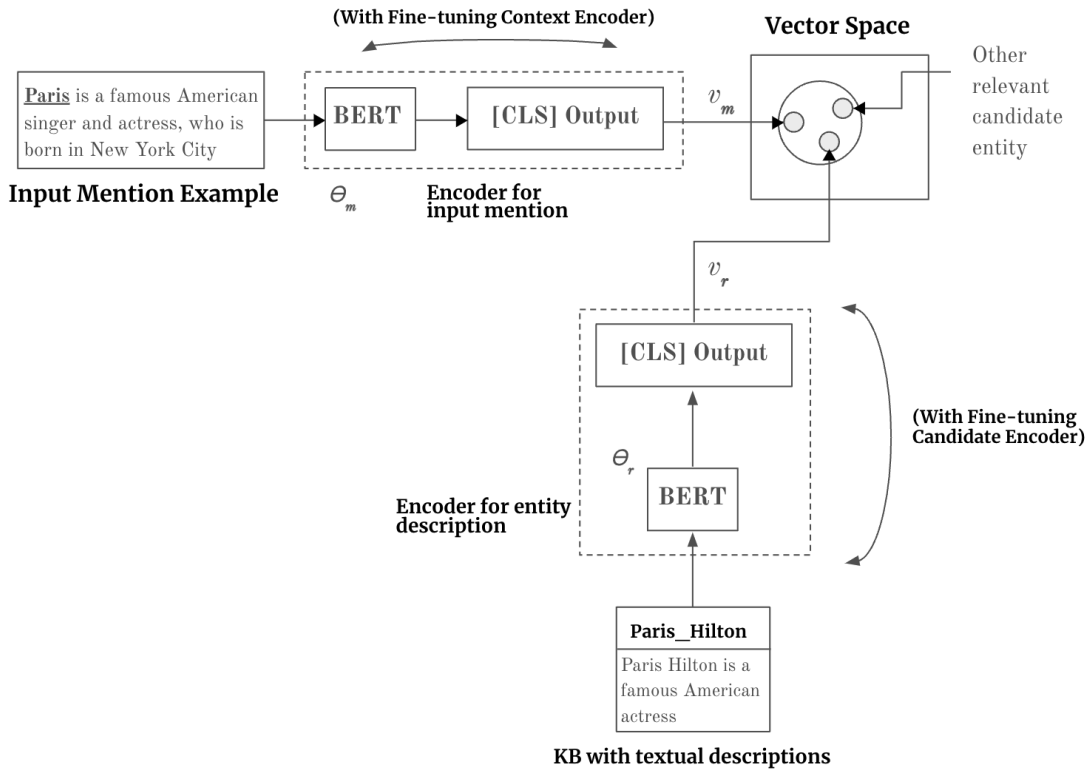 (With Fine-tuning Context Encoder)
Vector Space
Paris is a famous American
singer and actress, who is
born in New York City
BERT
[CLS] Output
v_m
Other
relevant
candidate
entity
Input Mention Example
Θ_m
Encoder for
input mention
v_r
[CLS] Output
(With Fine-tuning
Candidate Encoder)
Θ_r
BERT
Encoder for entity
description
Paris_Hilton
Paris Hilton is a
famous American
actress
KB with textual descriptions